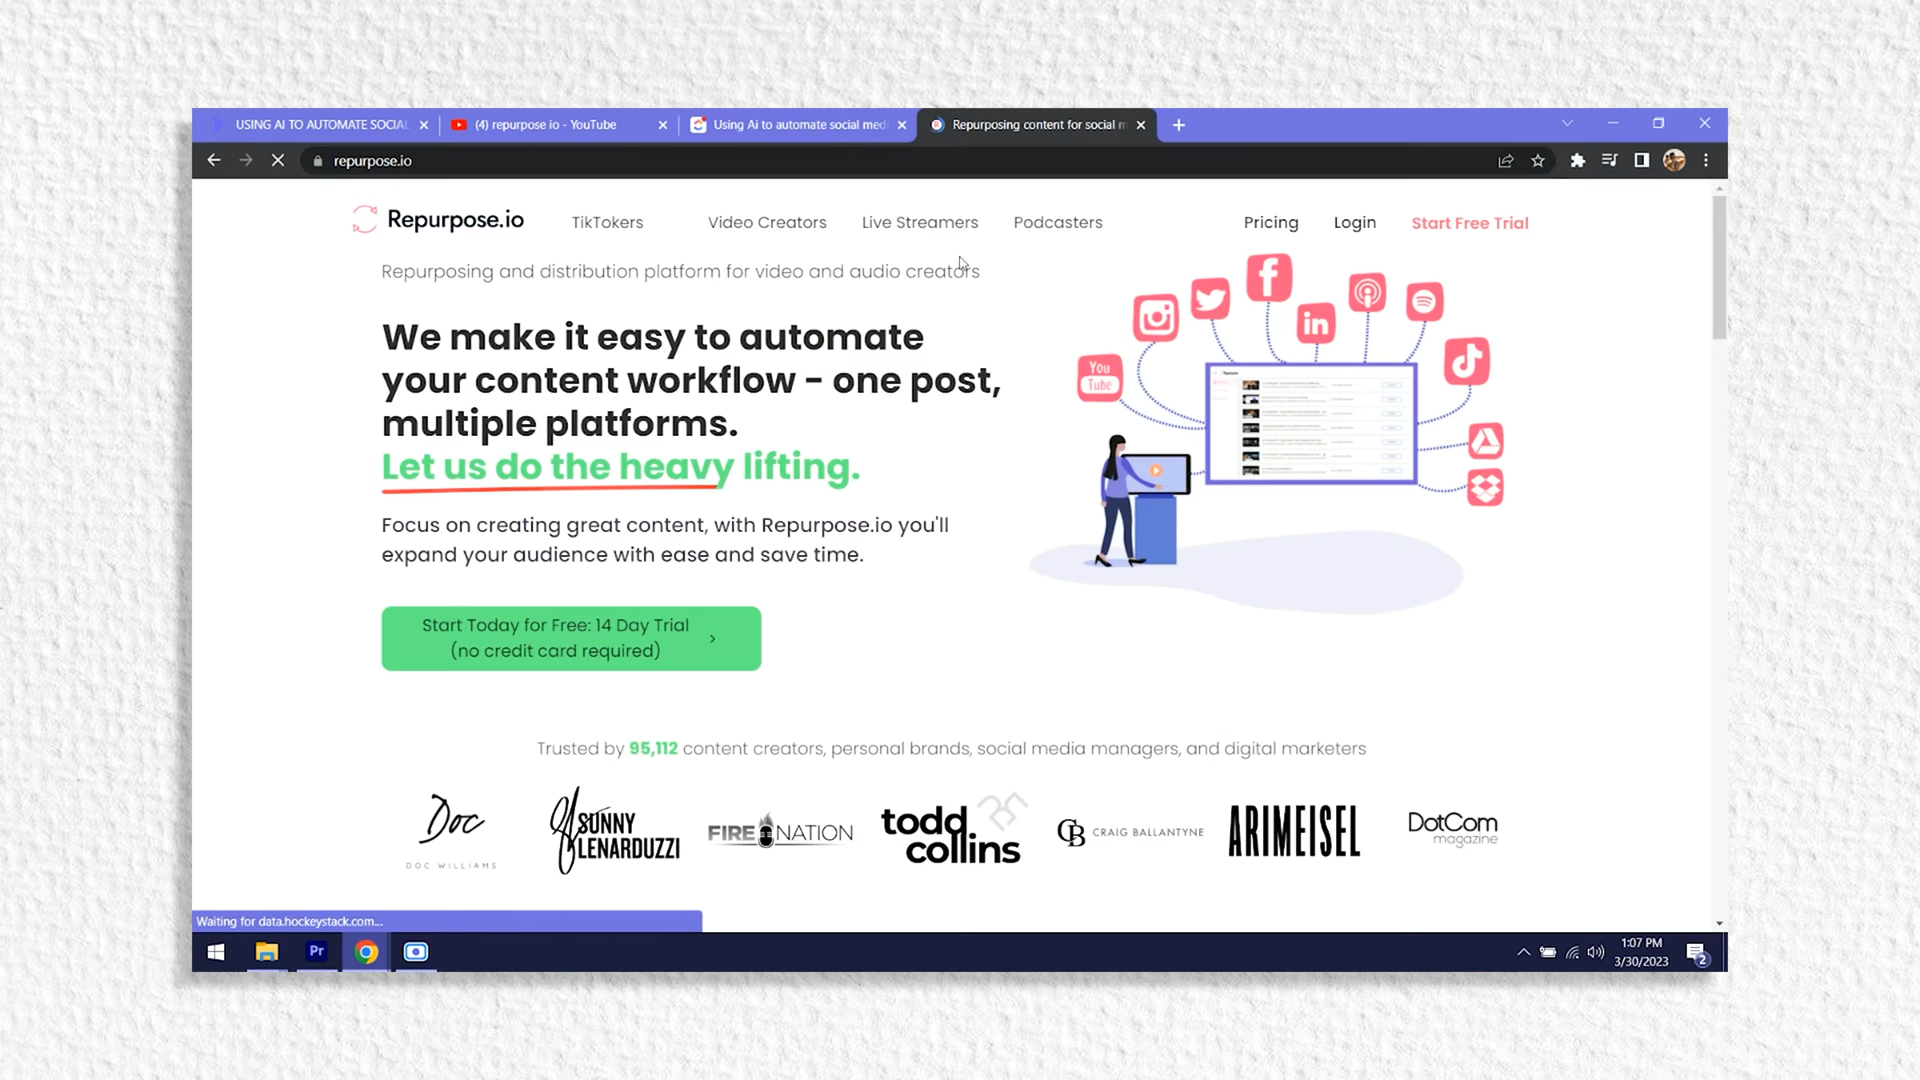 USING AI TO AUTOMATE SOCIAL
(4) repurpose io - YouTube
Using Ai to automate social med
Repurposing content for social m
repurpose.io
Repurpose.io
TikTokers
Video Creators
Live Streamers
Podcasters
Pricing
Login
Start Free Trial
Repurposing and distribution platform for video and audio creators
We make it easy to automate
your content workflow - one post,
multiple platforms.
Let us do the heavy lifting.
Focus on creating great content, with Repurpose.io you'll
expand your audience with ease and save time.
Start Today for Free: 14 Day Trial
(no credit card required)
You
Tube
in
Trusted by 95,112 content creators, personal brands, social media managers, and digital marketers
Doc
DOC WILLIAMS
SUNNY
LENARDUZZI
FIRE NATION
todd
collins
CB CRAIG BALLANTYNE
ARIMEISEL
DotCom
magazine
Waiting for data.hockeystack.com...
Pr
1:07 PM
3/30/2023
2